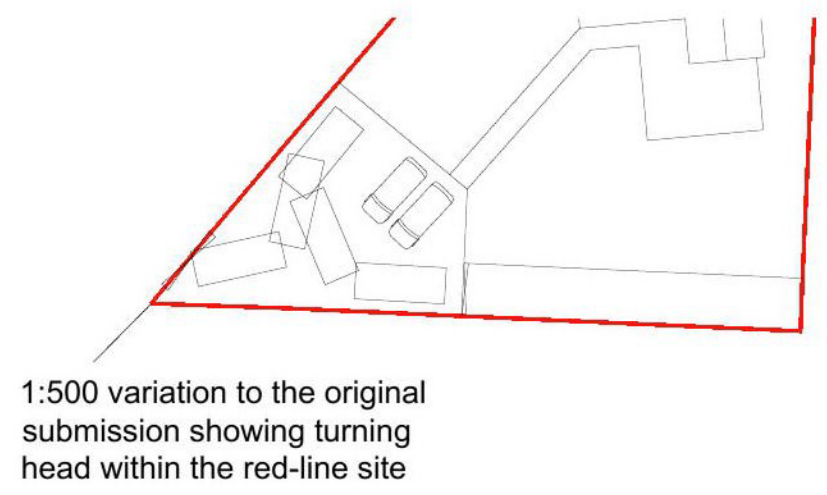 1:500 variation to the original
submission showing turning
head within the red-line site